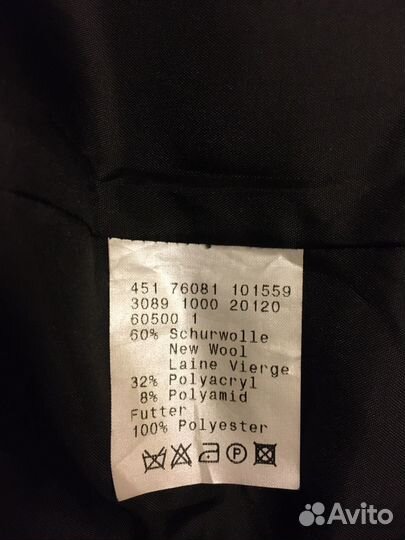 451 76081 101559
3089 1000 20120
60500 1
60% Schurwolle
New Wool
Laine Vierge
32% Polyacryl
8% Polyamid
Futter
100% Polyester
P
Avito